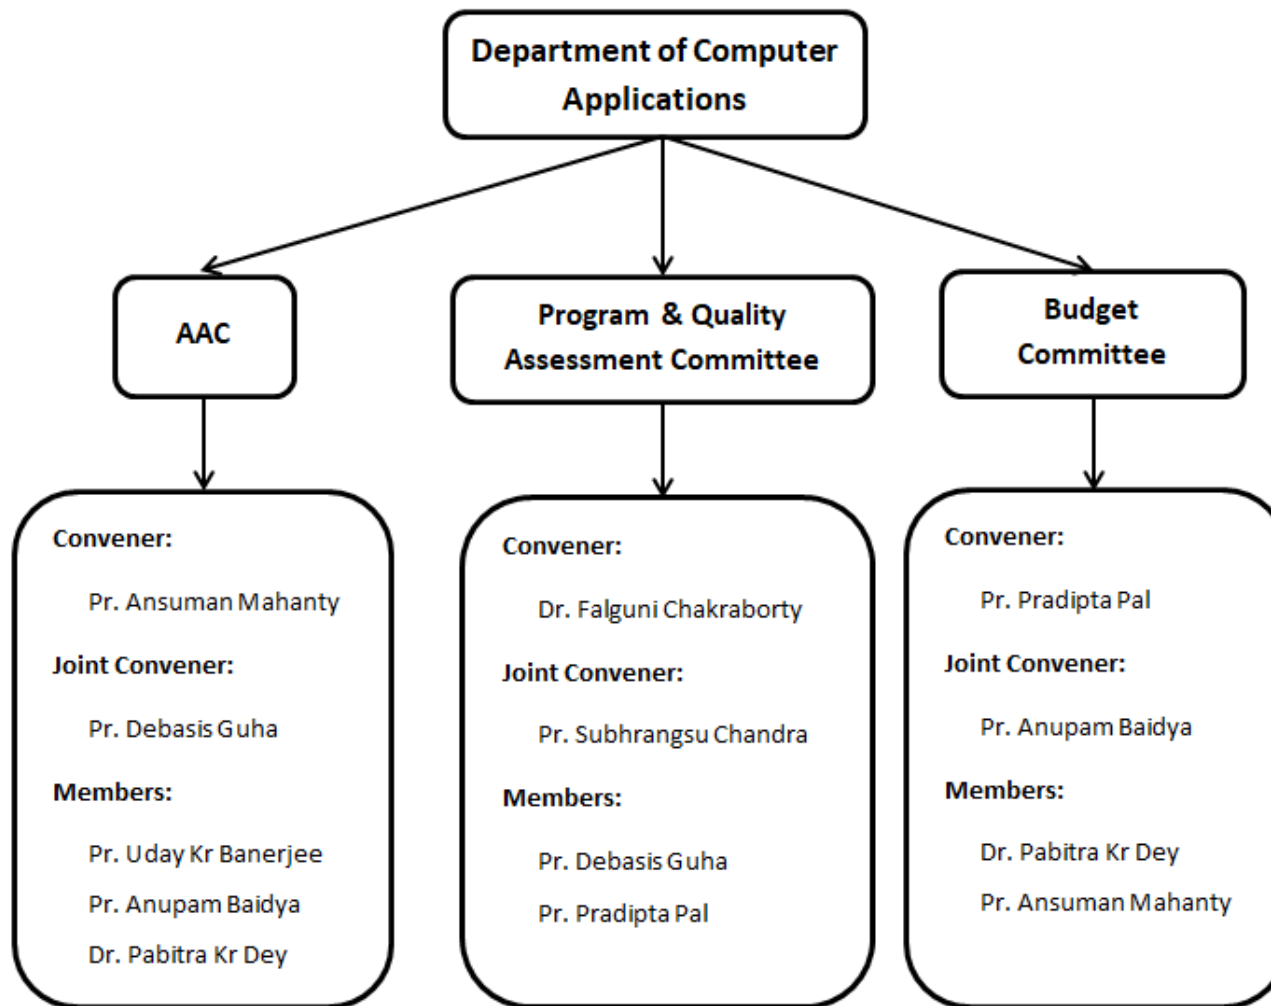 Department of Computer
Applications
AAC
Program & Quality
Assessment Committee
Budget
Committee
Convener:
Pr. Ansuman Mahanty
Joint Convener:
Pr. Debasis Guha
Members:
Pr. Uday Kr Banerjee
Pr. Anupam Baidya
Dr. Pabitra Kr Dey
Convener:
Dr. Falguni Chakraborty
Joint Convener:
Pr. Subhrangsu Chandra
Members:
Pr. Debasis Guha
Pr. Pradipta Pal
Convener:
Pr. Pradipta Pal
Joint Convener:
Pr. Anupam Baidya
Members:
Dr. Pabitra Kr Dey
Pr. Ansuman Mahanty